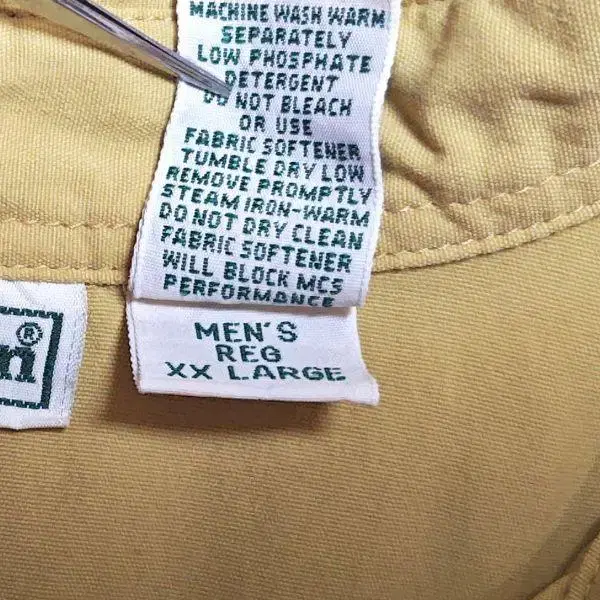 MACHINE WASH WARM
SEPARATELY
LOW PHOSPHATE
DETERGENT
DO NOT BLEACH
OR USE
FABRIC SOFTENER
TUMBLE DRY LOW
REMOVE PROMPTLY
STEAM IRON-WARM
DO NOT DRY CLEAN
FABRIC SOFTENER
WILL BLOCK MCS
PERFORMANCE
MEN'S
REG
XX LARGE
n®